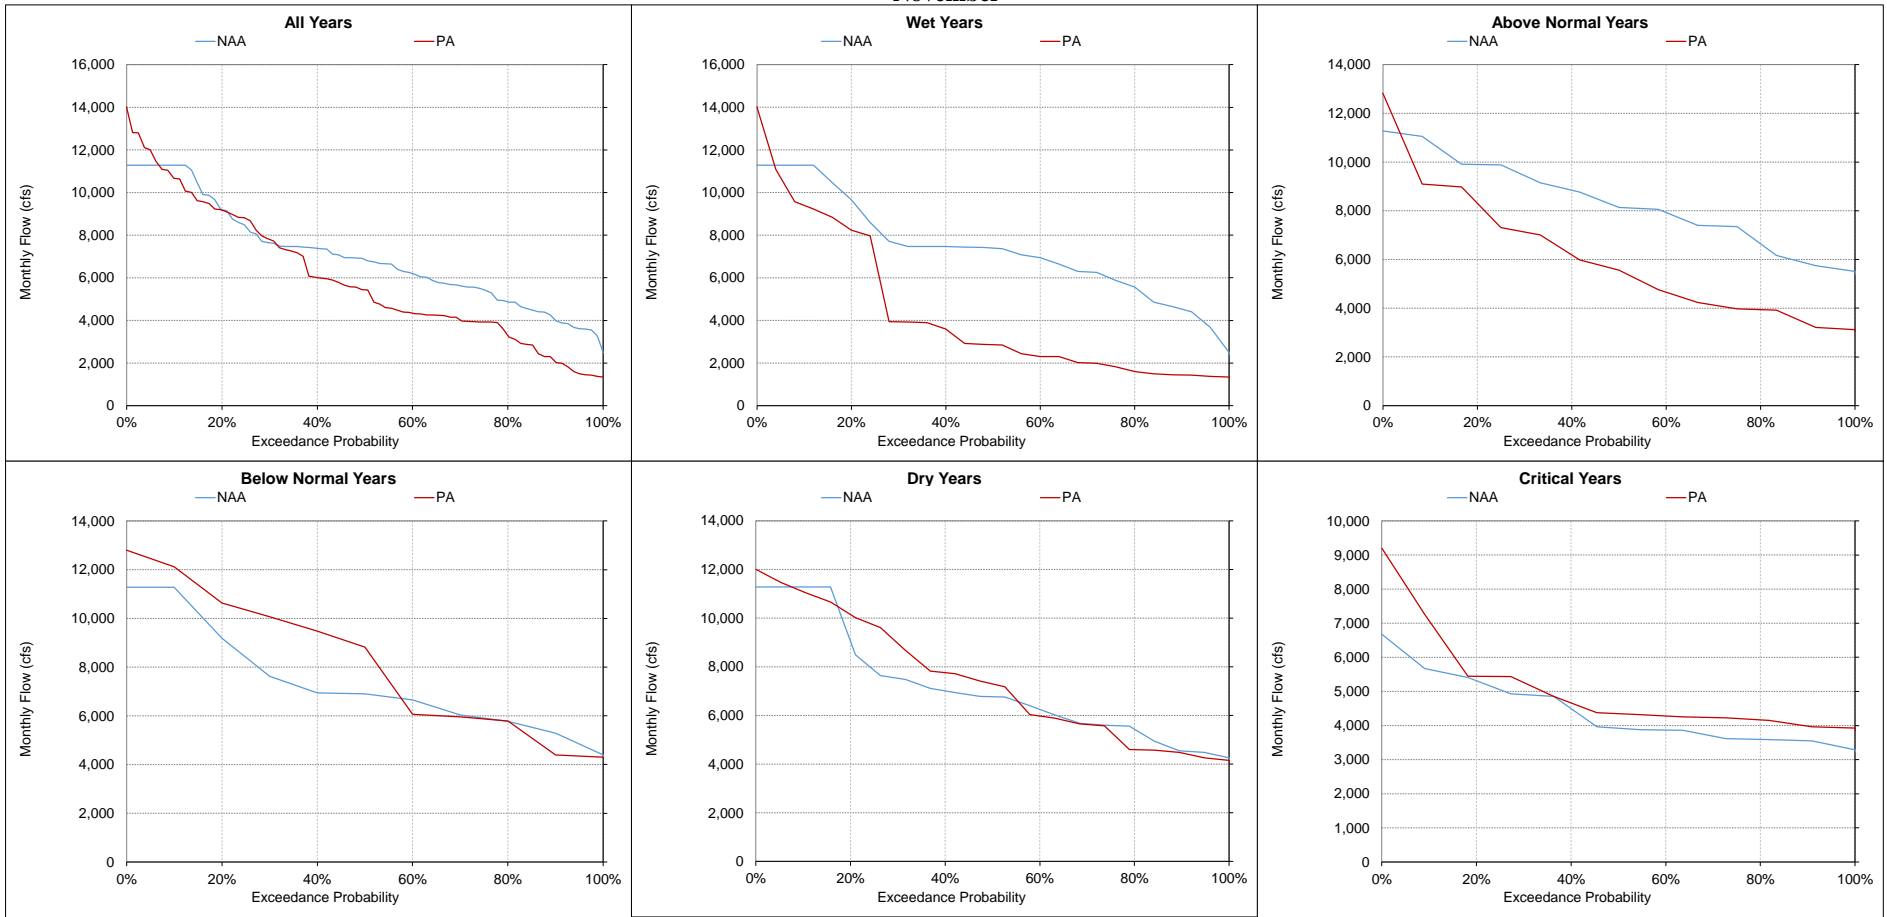 November
All Years
NAA PA
16,000
14,000
12,000
10,000
8,000
6,000
4,000
2,000
0
Monthly Flow (cfs)
0% 20% 40% 60% 80% 100%
Exceedance Probability
Wet Years
NAA PA
16,000
14,000
12,000
10,000
8,000
6,000
4,000
2,000
0
Monthly Flow (cfs)
0% 20% 40% 60% 80% 100%
Exceedance Probability
Above Normal Years
NAA PA
14,000
12,000
10,000
8,000
6,000
4,000
2,000
0
Monthly Flow (cfs)
0% 20% 40% 60% 80% 100%
Exceedance Probability
Below Normal Years
NAA PA
14,000
12,000
10,000
8,000
6,000
4,000
2,000
0
Monthly Flow (cfs)
0% 20% 40% 60% 80% 100%
Exceedance Probability
Dry Years
NAA PA
14,000
12,000
10,000
8,000
6,000
4,000
2,000
0
Monthly Flow (cfs)
0% 20% 40% 60% 80% 100%
Exceedance Probability
Critical Years
NAA PA
10,000
9,000
8,000
7,000
6,000
5,000
4,000
3,000
2,000
1,000
0
Monthly Flow (cfs)
0% 20% 40% 60% 80% 100%
Exceedance Probability